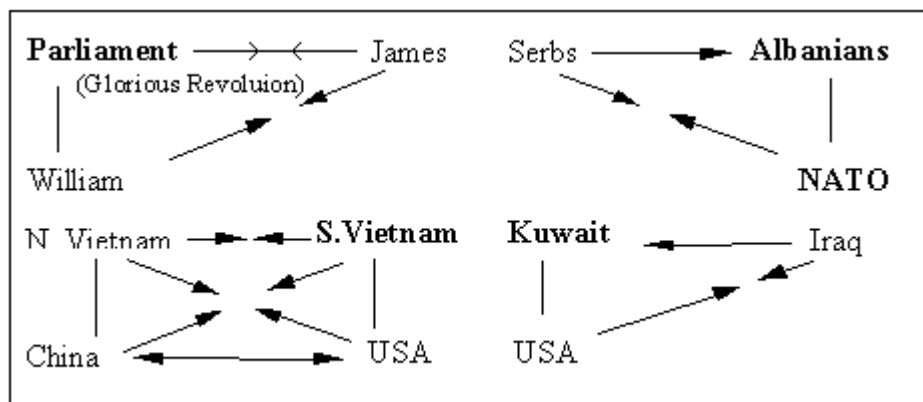 Parliament James Serbs Albanians
(Glorious Revoluion)
William NATO
N Vietnam S.Vietnam Kuwait Iraq
China USA USA